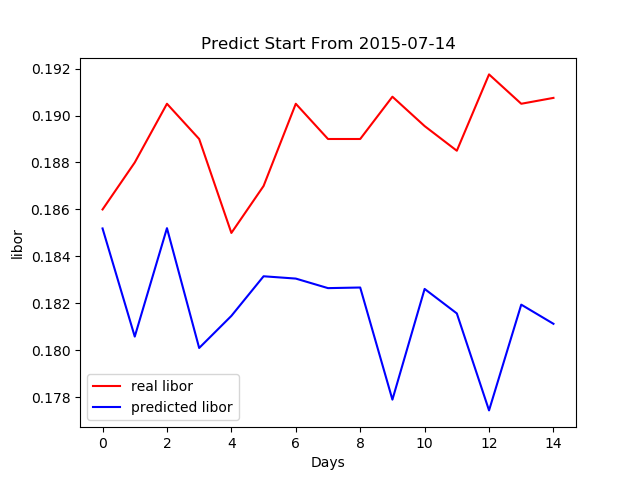 Predict Start From 2015-07-14
0.192
0.190
0.188
0.186
0.184
0.182
0.180
0.178
libor
real libor
predicted libor
0 2 4 6 8 10 12 14
Days